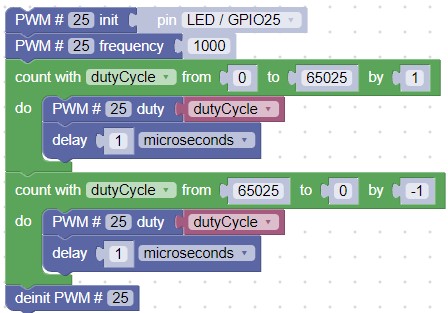 PWM # 25 init pin LED / GPIO25
PWM # 25 frequency 1000
count with dutyCycle from 0 to 65025 by 1
do PWM # 25 duty dutyCycle
delay 1 microseconds
count with dutyCycle from 65025 to 0 by -1
do PWM # 25 duty dutyCycle
delay 1 microseconds
deinit PWM # 25